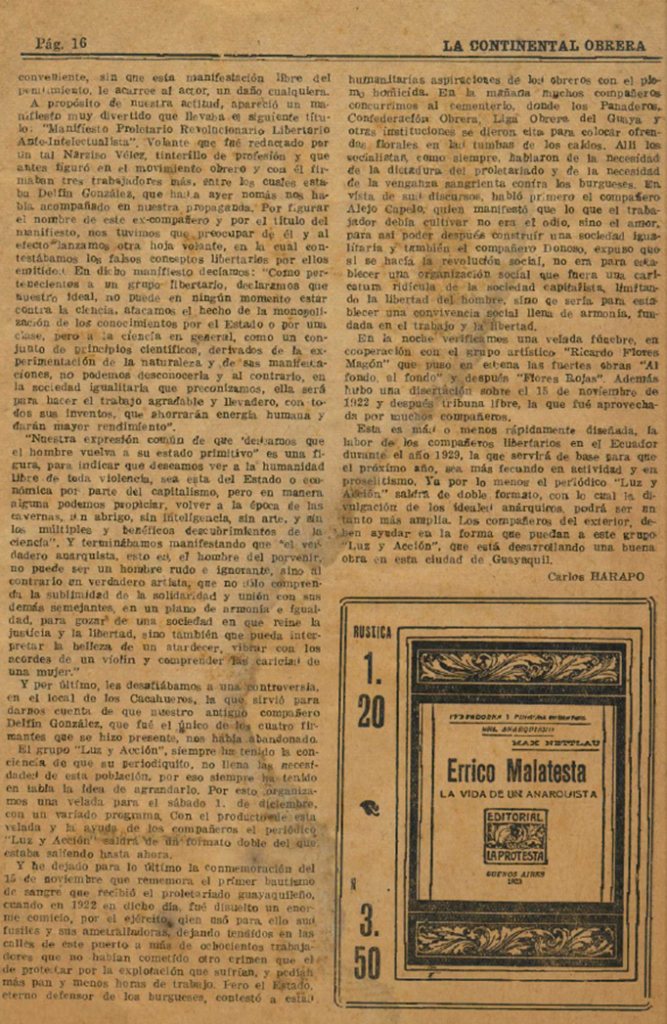 Pág. 16
LA CONTINENTAL OBRERA
conveniente, sin que esta manifestación libre del
pensamiento, le acarree al actor, un daño cualquiera.
A propósito de nuestra actitud, apareció un ma-
nifiesto muy divertido que llevaba el siguiente títu-
lo: "Manifiesto Proletario Revolucionario Libertario
Anto-Intelectualista". Volante que fué redactado por
un tal Narziso Vélez, tinterillo de profesión y que
antes figuró en el movimiento obrero y con él fir-
maban tres trabajadores más, entre los cuales esta-
ba Delfín González, que hasta ayer nomás nos ha-
bía acompañado en nuestra propaganda. Por figurar
el nombre de este ex-compañero y por el título del
manifiesto, nos tuvimos que preocupar de él y al
efecto lanzamos otra hoja volante, en la cual con-
testábamos los falsos conceptos libertarios por ellos
emitidos. En dicho manifiesto decíamos: "Como per-
tenecientes a un grupo libertario, declaramos que
nuestro ideal, no puede en ningún momento estar
contra la ciencia, atacamos el hecho de la monopoli-
zación de los conocimientos por el Estado o por una
clase, pero a la ciencia en general, como un con-
junto de principios científicos, derivados de la ex-
perimentación de la naturaleza y de sus manifesta-
ciones, no podemos desconocerla y al contrario, en
la sociedad igualitaria que preconizamos, ella será
para hacer el trabajo agradable y llevadero, con to-
dos sus inventos, que ahorrarán energía humana y
darán mayor rendimiento".
"Nuestra expresión común de que "deseamos que
el hombre vuelva a su estado primitivo" es una fi-
gura, para indicar que deseamos ver a la humanidad
libre de toda violencia, sea esta del Estado o eco-
nómica por parte del capitalismo, pero en manera
alguna podemos propiciar, volver a la época de las
cavernas, sin abrigo, sin inteligencia, sin arte, y sin
los múltiples y benéficos descubrimientos de la
ciencia". Y terminábamos manifestando que "el ver-
dadero anarquista, esto es, el hombre del porvenir,
no puede ser un hombre rudo e ignorante, sino al
contrario un verdadero artista, que no sólo compren-
da la sublimidad de la solidaridad y unión con sus
demás semejantes, en un plano de armonía e igual-
dad, para gozar de una sociedad en que reine la
justicia y la libertad, sino también que pueda inter-
pretar la belleza de un atardecer, vibrar con los
acordes de un violín y comprender las caricias de
una mujer."
Y por último, les desafiábamos a una controversia,
en el local de los Cacahueros, la que sirvió para
darnos cuenta de que nuestro antiguo compañero
Delfín González, que fué el único de los cuatro fir-
mantes que se hizo presente, nos había abandonado.
El grupo "Luz y Acción", siempre ha tenido la con-
ciencia de que su periodiquito, no llena las necesi-
dades de esta población, por eso siempre ha tenido
en tabla la idea de agrandarlo. Por esto organiza-
mos una velada para el sábado 1. de diciembre,
con un variado programa. Con el producto de esta
velada y la ayuda de los compañeros el periódico
"Luz y Acción" saldrá de un formato doble del que
estaba saliendo hasta ahora.
Y he dejado para lo último la conmemoración del
15 de noviembre que rememora el primer bautismo
de sangre que recibió el proletariado guayaquileño,
cuando en 1922 en dicho día, fué disuelto un enor-
me comicio, por el ejército, quien usó para ello sus
fusiles y sus ametralladoras, dejando tendidos en las
calles de este puerto a más de ochocientos trabaja-
dores que no habían cometido otro crimen que el
de protestar por la explotación que sufrían, y pedían
más pan y menos horas de trabajo. Pero el Estado,
eterno defensor de los burgueses, contestó a estas
humanitarias aspiraciones de los obreros con el plo-
mo homicida. En la mañana muchos compañeros
concurrimos al cementerio, donde los Panaderos,
Confederación Obrera, Liga Obrera del Guaya y
otras instituciones se dieron cita para colocar ofren-
das florales en las tumbas de los caídos. Allí los
socialistas, como siempre, hablaron de la necesidad
de la dictadura del proletariado y de la necesidad
de la venganza sangrienta contra los burgueses. En
vista de sus discursos, habló primero el compañero
Alejo Capelo, quien manifestó que lo que el traba-
jador debía cultivar no era el odio, sino el amor,
para así poder después construir una sociedad igua-
litaria y también el compañero Donoso, expuso que
si se hacía la revolución social, no era para esta-
blecer una organización social que fuera una cari-
catura ridícula de la sociedad capitalista, limitan-
do la libertad del hombre, sino qe sería para esta-
blecer una convivencia social llena de armonía, fun-
dada en el trabajo y la libertad.
En la noche verificamos una velada fúnebre, en
cooperación con el grupo artístico "Ricardo Flores
Magón" que puso en escena las fuertes obras "Al
fondo, al fondo" y después "Flores Rojas". Además
hubo una disertación sobre el 15 de noviembre de
1922 y después tribuna libre, la que fué aprovecha-
da por muchos compañeros.
Esta es más o menos rápidamente diseñada, la
labor de los compañeros libertarios en el Ecuador
durante el año 1929, la que servirá de base para que
el próximo año, sea más fecundo en actividad y en
proselitismo. Ya por lo menos el periódico "Luz y
Acción" saldrá de doble formato, con lo cual la di-
vulgación de los ideales anárquicos, podrá ser un
tanto más amplia. Los compañeros del exterior, de-
ben ayudar en la forma que puedan a este grupo
"Luz y Acción", que está desarrollando una buena
obra en esta ciudad de Guayaquil.
Carlos HARAPO
RUSTICA
1.
20
3.
50
DEL ANARQUISMO
MAX NETTLAU
Errico Malatesta
LA VIDA DE UN ANARQUISTA
EDITORIAL
LA PROTESTA
BUENOS AIRES
1923